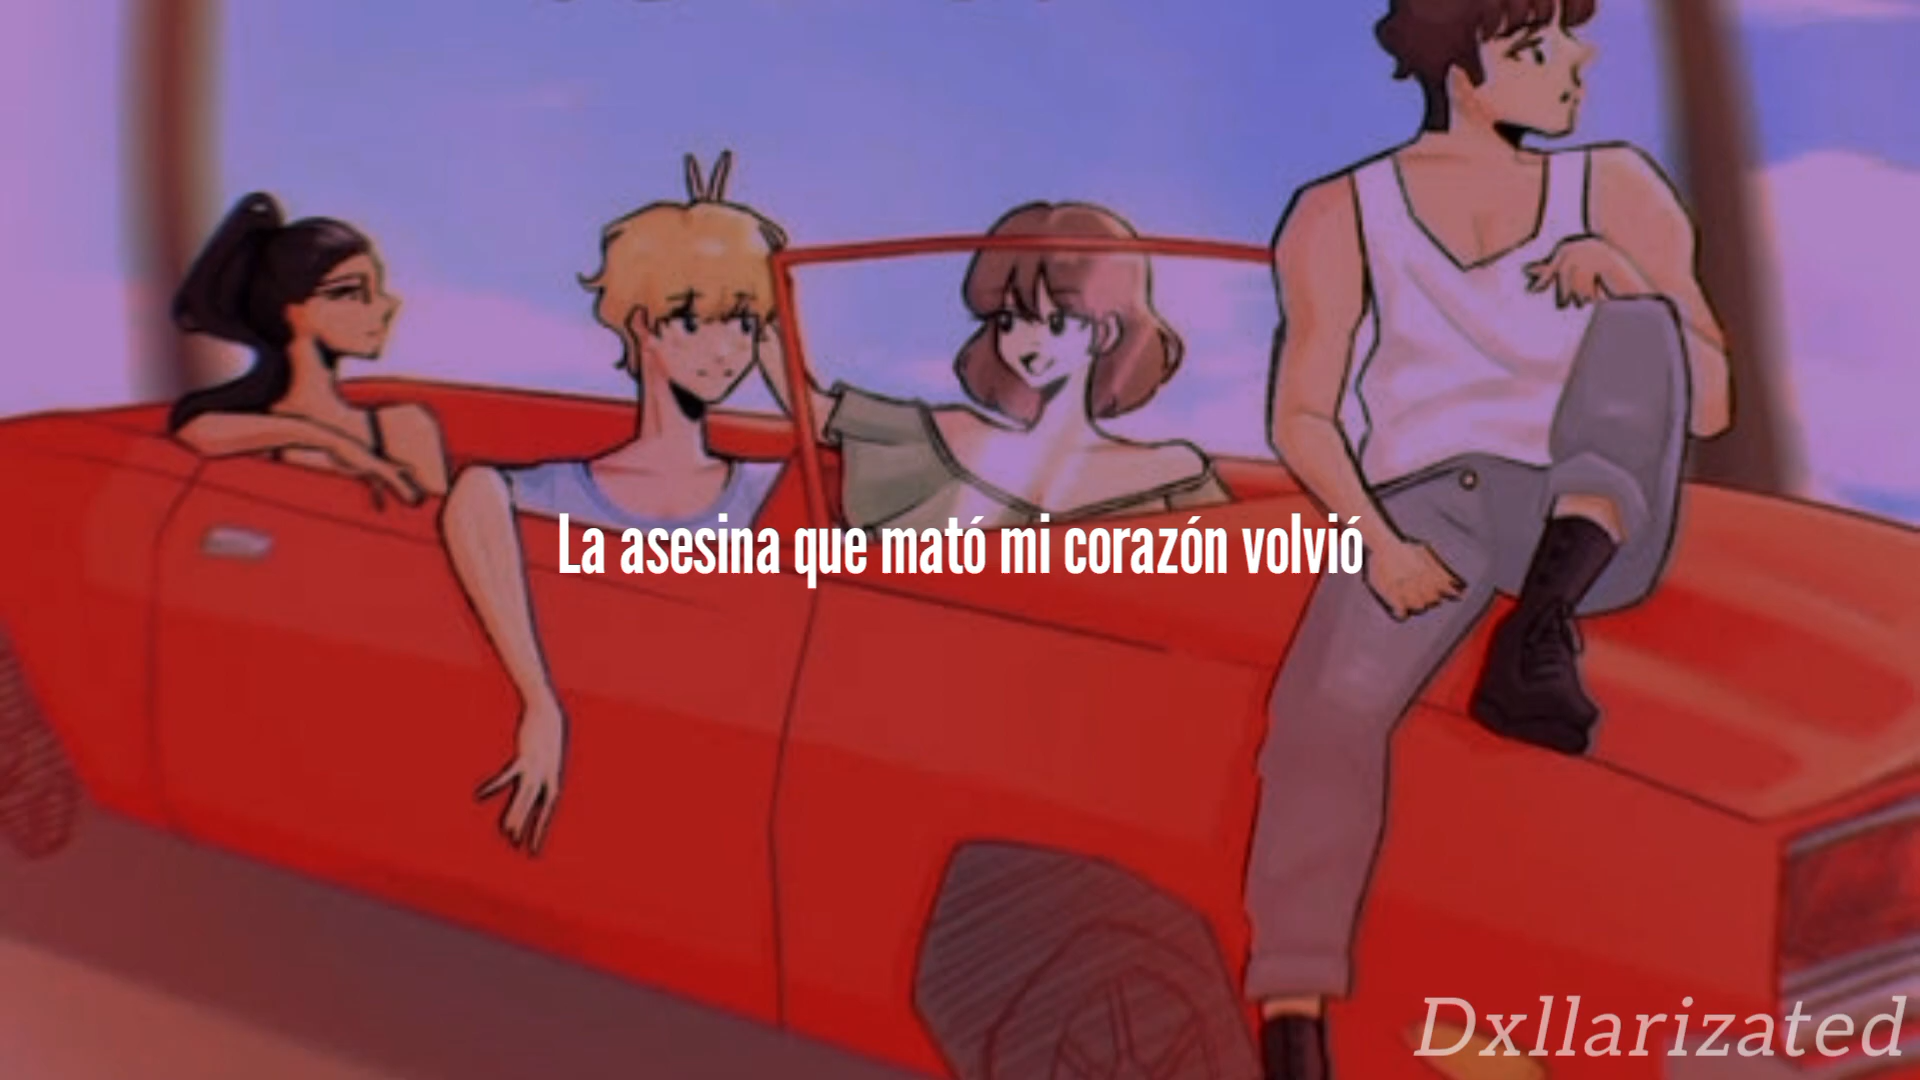 La asesina que mató mi corazón volvió
Dxllarizated